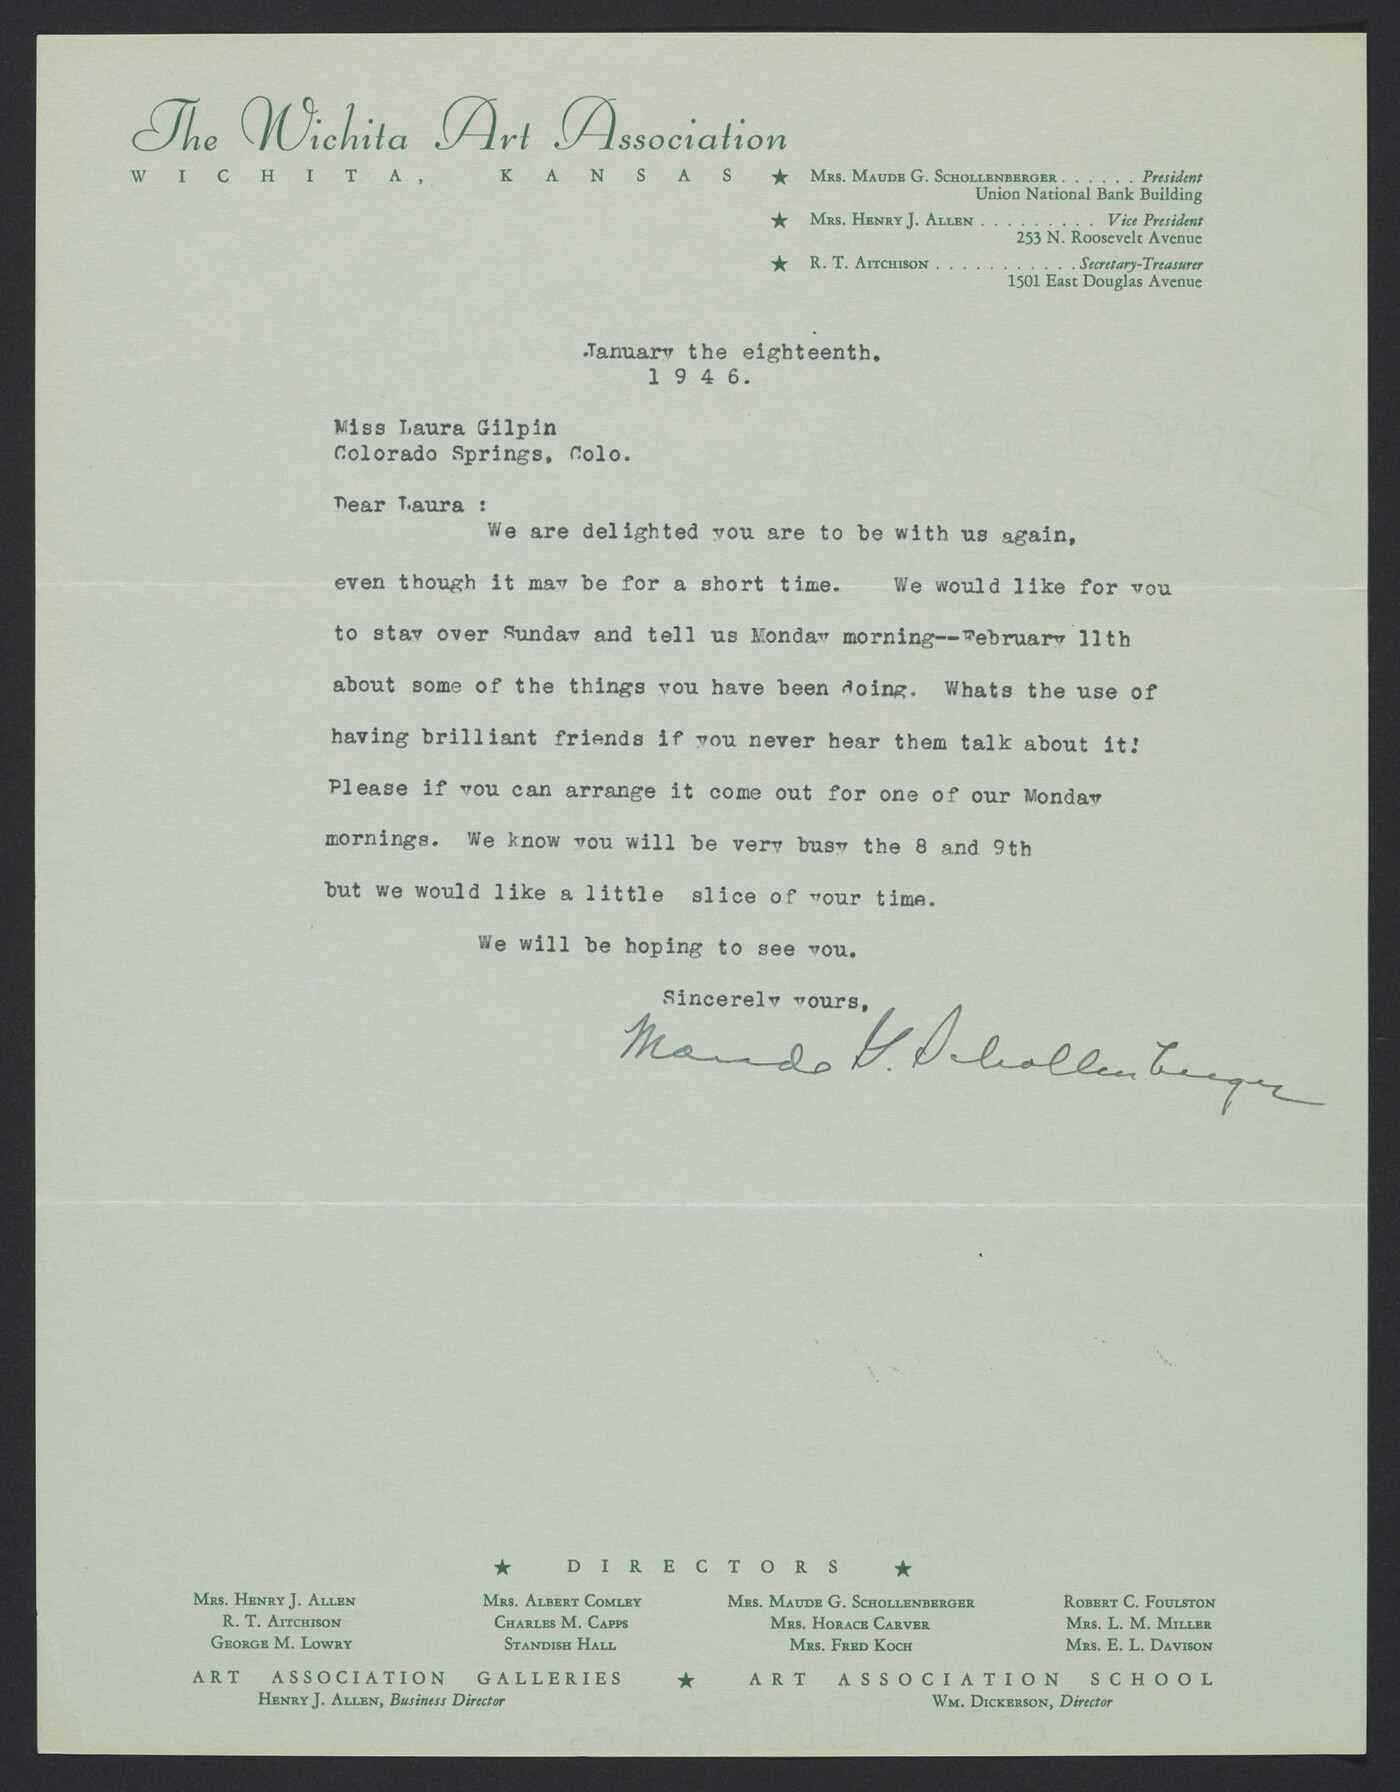 The Wichita Art Association
WICHITA, KANSAS ★ Mrs. Maude G. Schollenberger . . . . . . President
Union National Bank Building
★ Mrs. Henry J. Allen . . . . . . . . . Vice President
253 N. Roosevelt Avenue
★ R. T. Aitchison . . . . . . . . . . . Secretary-Treasurer
1501 East Douglas Avenue
January the eighteenth.
1 9 4 6.
Miss Laura Gilpin
Colorado Springs, Colo.
Dear Laura :
We are delighted you are to be with us again,
even though it may be for a short time. We would like for you
to stay over Sunday and tell us Monday morning--February 11th
about some of the things you have been doing. Whats the use of
having brilliant friends if you never hear them talk about it!
Please if you can arrange it come out for one of our Monday
mornings. We know you will be very busy the 8 and 9th
but we would like a little slice of your time.
We will be hoping to see you.
Sincerely yours,
Maude G. Schollenberger
★ DIRECTORS ★
Mrs. Henry J. Allen Mrs. Albert Comley Mrs. Maude G. Schollenberger Robert C. Foulston
R. T. Aitchison Charles M. Capps Mrs. Horace Carver Mrs. L. M. Miller
George M. Lowry Standish Hall Mrs. Fred Koch Mrs. E. L. Davison
ART ASSOCIATION GALLERIES ★ ART ASSOCIATION SCHOOL
Henry J. Allen, Business Director Wm. Dickerson, Director